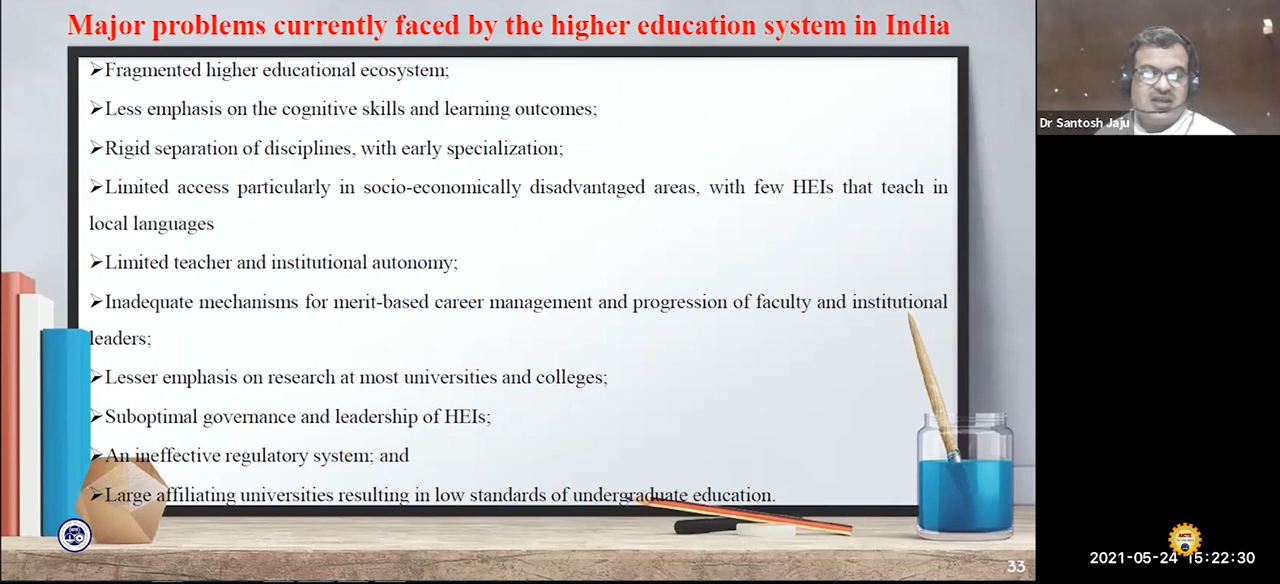 Major problems currently faced by the higher education system in India
➢Fragmented higher educational ecosystem;
➢Less emphasis on the cognitive skills and learning outcomes;
➢Rigid separation of disciplines, with early specialization;
➢Limited access particularly in socio-economically disadvantaged areas, with few HEIs that teach in
local languages
➢Limited teacher and institutional autonomy;
➢Inadequate mechanisms for merit-based career management and progression of faculty and institutional
leaders;
➢Lesser emphasis on research at most universities and colleges;
➢Suboptimal governance and leadership of HEIs;
➢An ineffective regulatory system; and
➢Large affiliating universities resulting in low standards of undergraduate education.
33
Dr Santosh Jaju
AICTE
2021-05-24 15:22:30